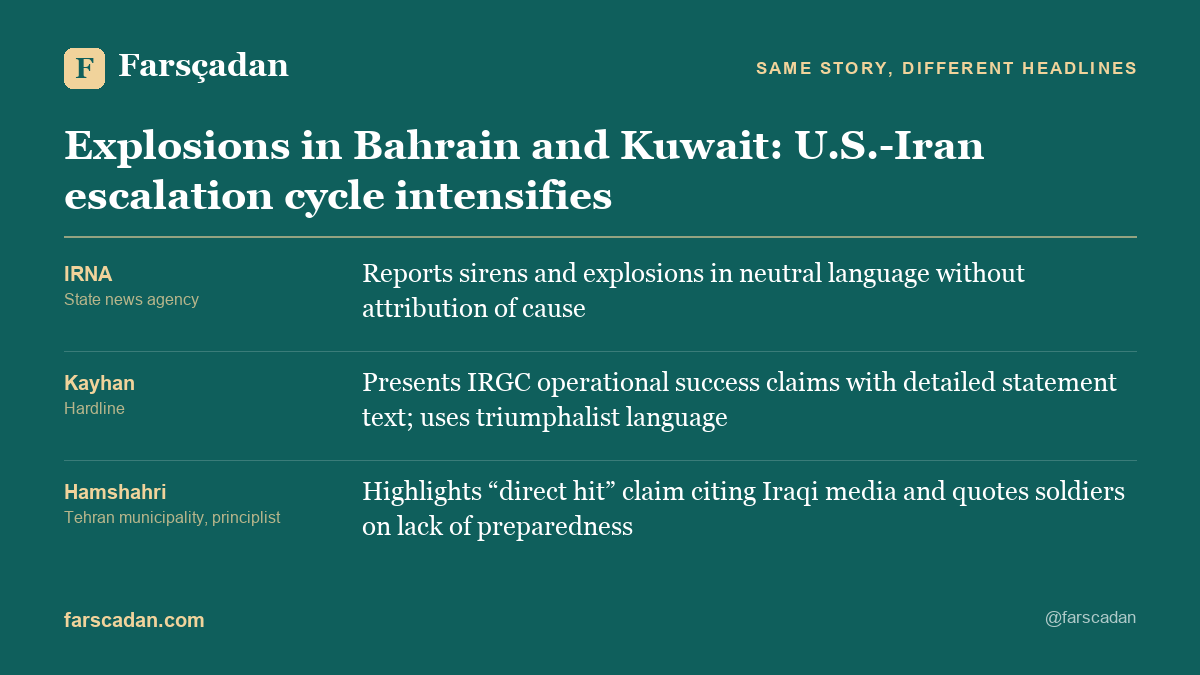 F Farsçadan
SAME STORY, DIFFERENT HEADLINES
Explosions in Bahrain and Kuwait: U.S.-Iran
escalation cycle intensifies
IRNA
State news agency
Reports sirens and explosions in neutral language without
attribution of cause
Kayhan
Hardline
Presents IRGC operational success claims with detailed statement
text; uses triumphalist language
Hamshahri
Tehran municipality, principlist
Highlights “direct hit” claim citing Iraqi media and quotes soldiers
on lack of preparedness
farscadan.com
@farscadan